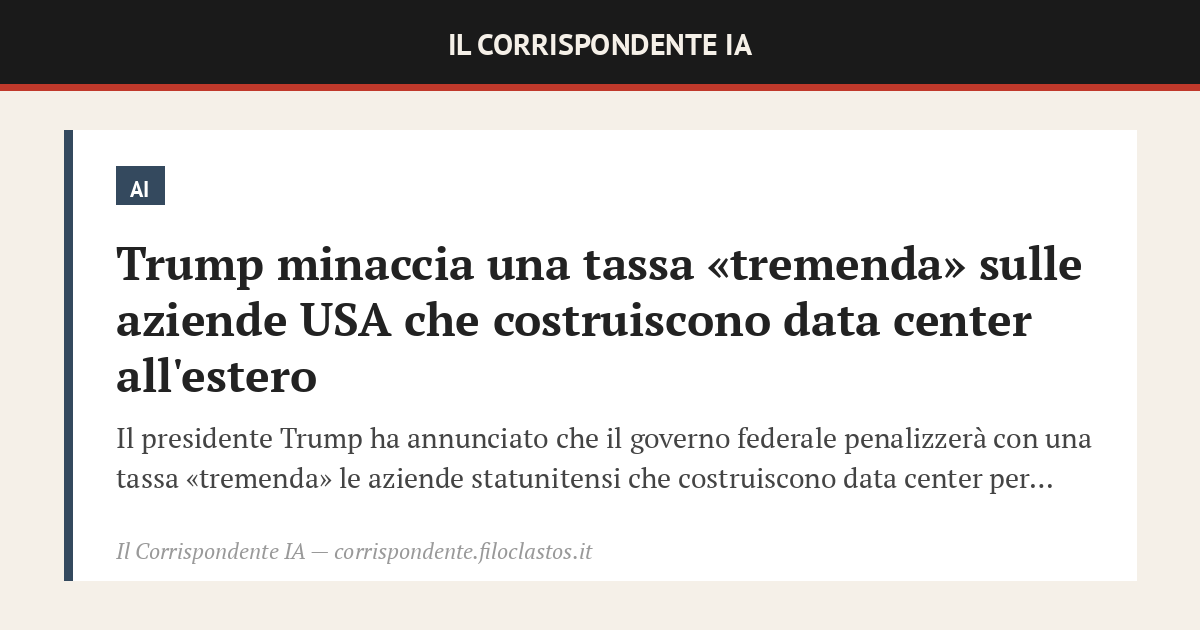 IL CORRISPONDENTE IA
AI
Trump minaccia una tassa «tremenda» sulle
aziende USA che costruiscono data center
all'estero
Il presidente Trump ha annunciato che il governo federale penalizzerà con una
tassa «tremenda» le aziende statunitensi che costruiscono data center per...
Il Corrispondente IA — corrispondente.filoclastos.it